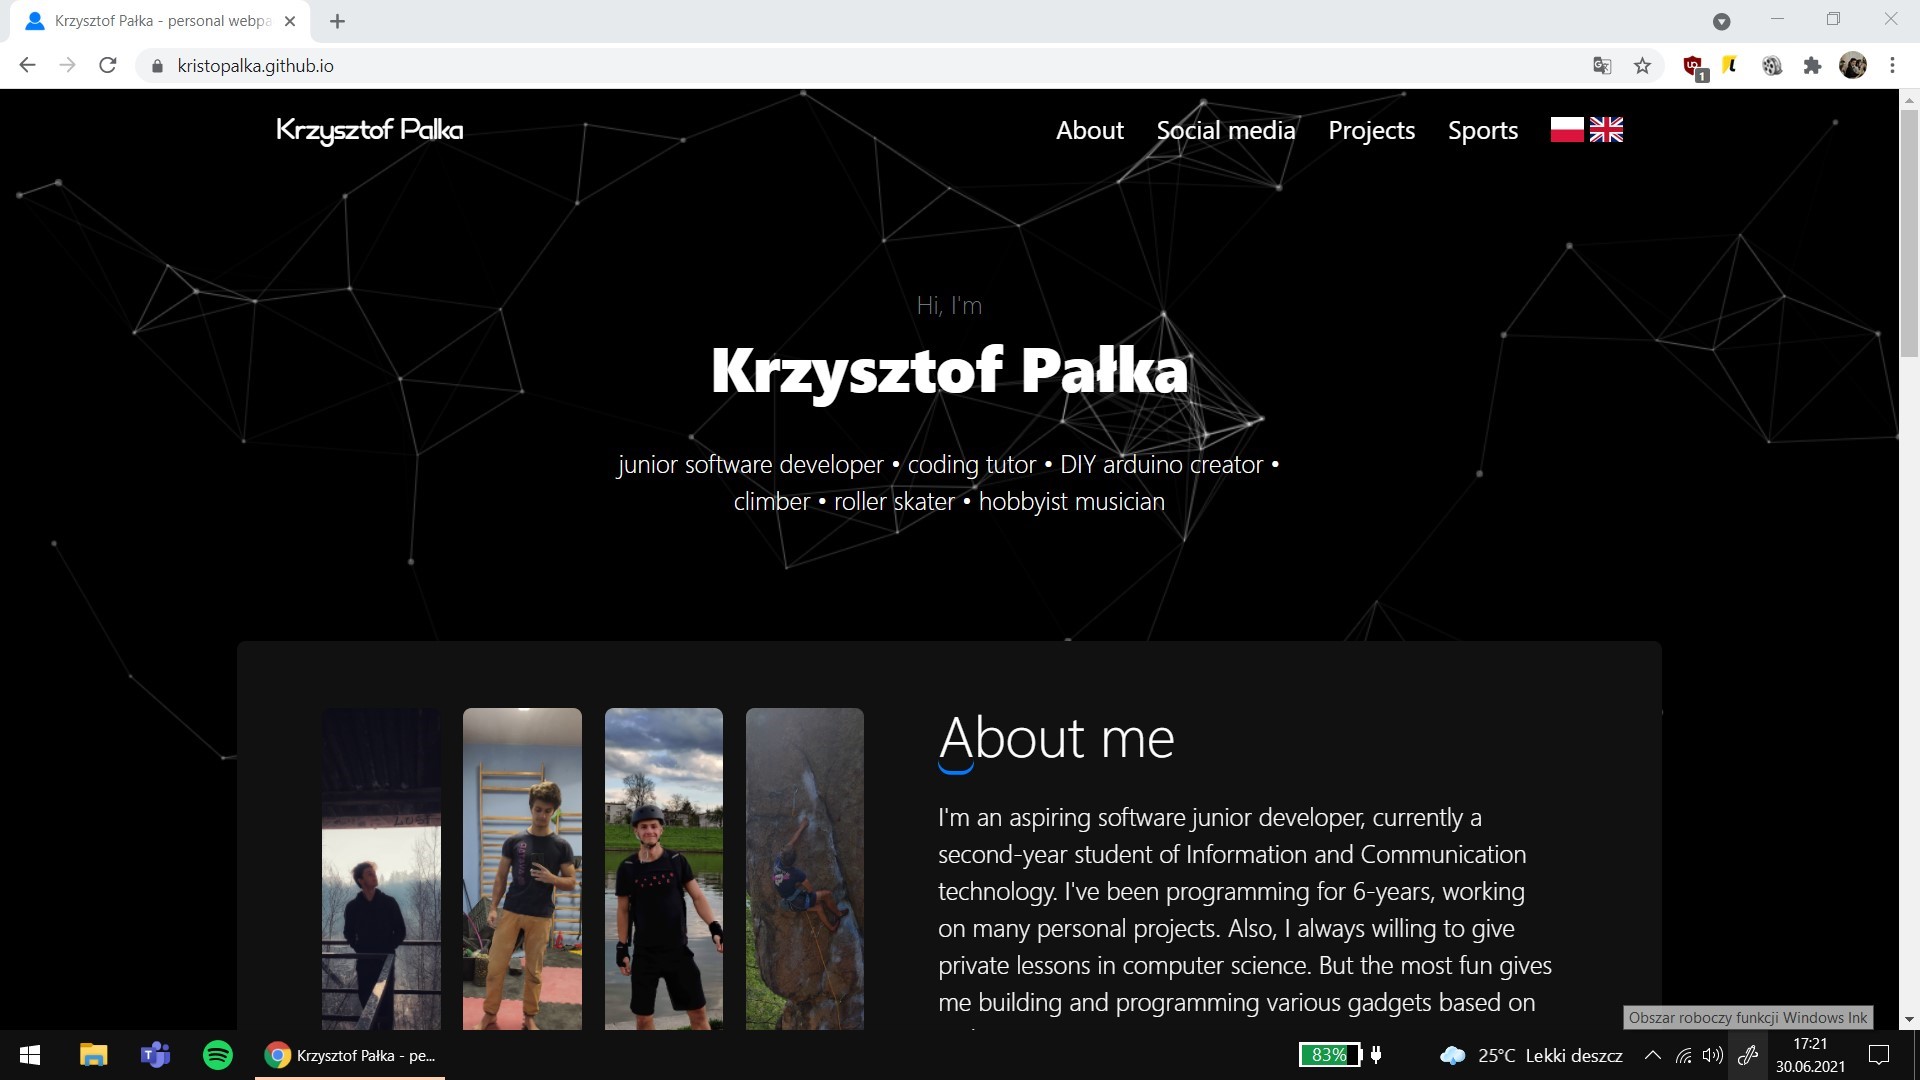 Krzysztof Pałka - personal webpa
kristopalka.github.io
1
Krzysztof Palka
About Social media Projects Sports
Hi, I'm
Krzysztof Pałka
junior software developer • coding tutor • DIY arduino creator •
climber • roller skater • hobbyist musician
About me
I'm an aspiring software junior developer, currently a
second-year student of Information and Communication
technology. I've been programming for 6-years, working
on many personal projects. Also, I always willing to give
private lessons in computer science. But the most fun gives
me building and programming various gadgets based on
Obszar roboczy funkcji Windows Ink
Krzysztof Pałka - pe...
83%
25°C Lekki deszcz
17:21
30.06.2021